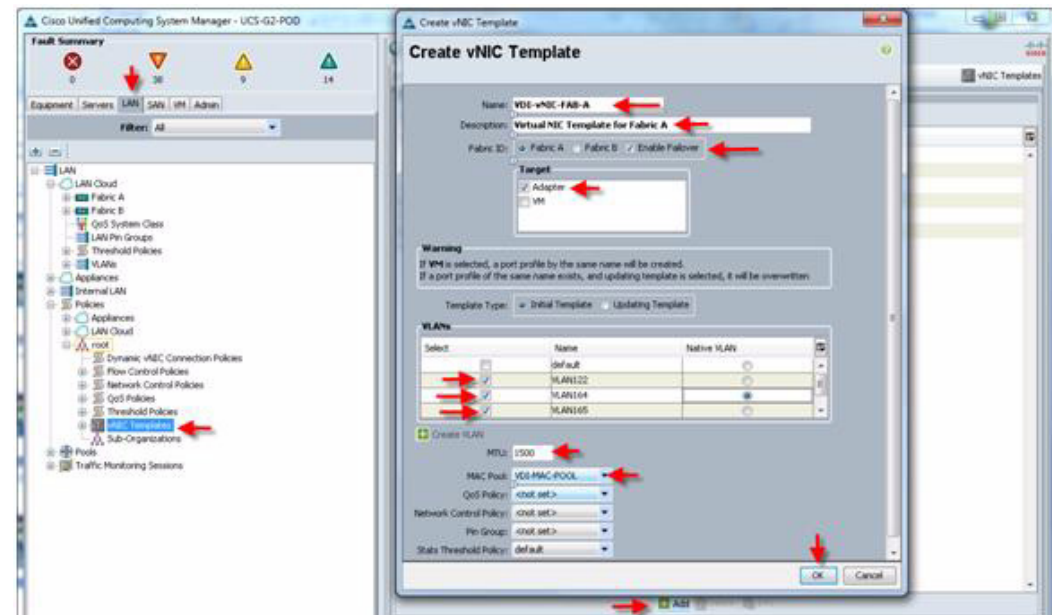 Cisco Unified Computing System Manager - UCS-G2-POD
Fault Summary
0
38
9
14
Equipment Servers LAN SAN VM Admin
Filter: All
LAN
LAN Cloud
Fabric A
Fabric B
QoS System Class
LAN Pin Groups
Threshold Policies
VLANs
Appliances
Internal LAN
Policies
Appliances
LAN Cloud
root
Dynamic vNIC Connection Policies
Flow Control Policies
Network Control Policies
QoS Policies
Threshold Policies
vNIC Templates
Sub-Organizations
Pools
Traffic Monitoring Sessions
Create vNIC Template
Create vNIC Template
Name: VDI-vNIC-FAB-A
Description: Virtual NIC Template for Fabric A
Fabric ID: Fabric A Fabric B Enable Failover
Target
Adapter
VM
Warning
If VM is selected, a port profile by the same name will be created.
If a port profile of the same name exists, and updating template is selected, it will be overwritten
Template Type: Initial Template Updating Template
VLANs
Select Name Native VLAN
default
VLAN122
VLAN164
VLAN165
Create VLAN
MTU: 1500
MAC Pool: VDI-MAC-POOL
QoS Policy: <not set>
Network Control Policy: <not set>
Pin Group: <not set>
Stats Threshold Policy: default
OK Cancel
vNIC Templates
Add